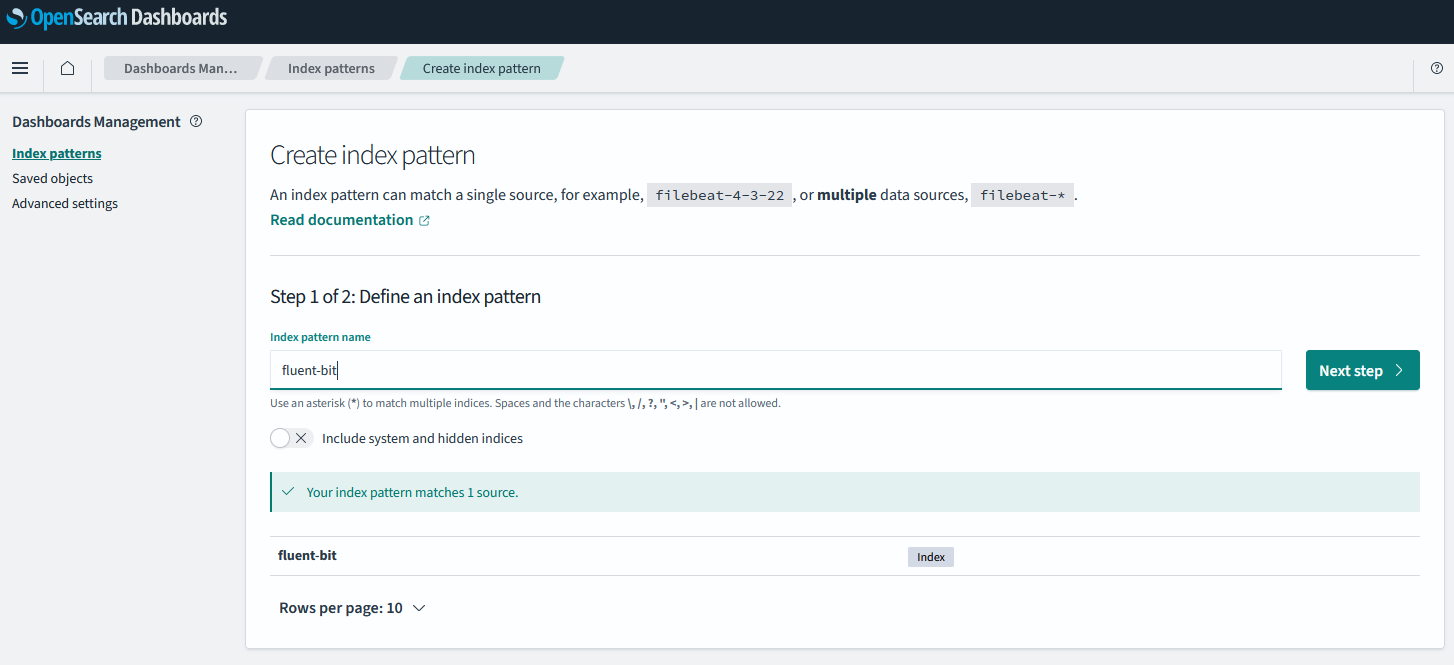 OpenSearch Dashboards
Dashboards Man... Index patterns Create index pattern
Dashboards Management
Index patterns
Saved objects
Advanced settings
Create index pattern
An index pattern can match a single source, for example, filebeat-4-3-22 , or multiple data sources, filebeat-* .
Read documentation
Step 1 of 2: Define an index pattern
Index pattern name
fluent-bit
Next step
Use an asterisk (*) to match multiple indices. Spaces and the characters \, /, ?, ", <, >, | are not allowed.
Include system and hidden indices
Your index pattern matches 1 source.
fluent-bit Index
Rows per page: 10